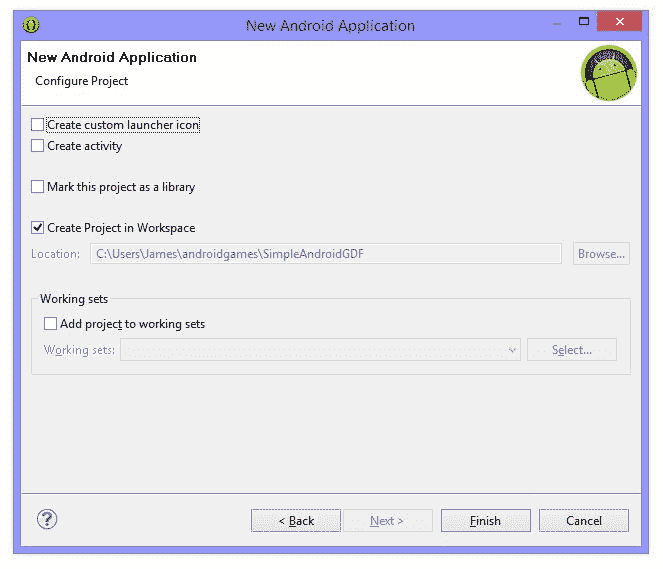 New Android Application
New Android Application
Configure Project
Create custom launcher icon
Create activity
Mark this project as a library
Create Project in Workspace
Location: C:\Users\James\androidgames\SimpleAndroidGDF Browse...
Working sets
Add project to working sets
Working sets: Select...
? < Back Next > Finish Cancel